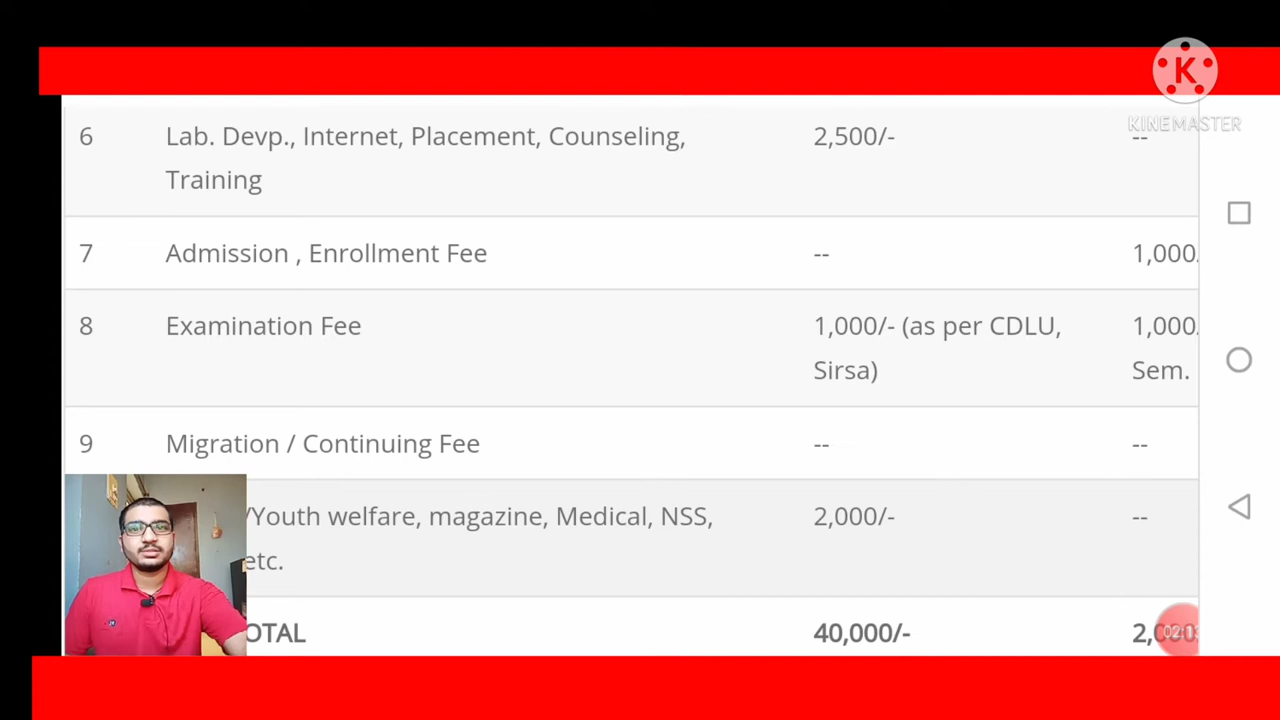 K
KINEMASTER
6 Lab. Devp., Internet, Placement, Counseling, 2,500/- --
Training
7 Admission , Enrollment Fee -- 1,000/
8 Examination Fee 1,000/- (as per CDLU, 1,000/
Sirsa) Sem.
9 Migration / Continuing Fee -- --
/Youth welfare, magazine, Medical, NSS, 2,000/- --
etc.
OTAL 40,000/- 2,000